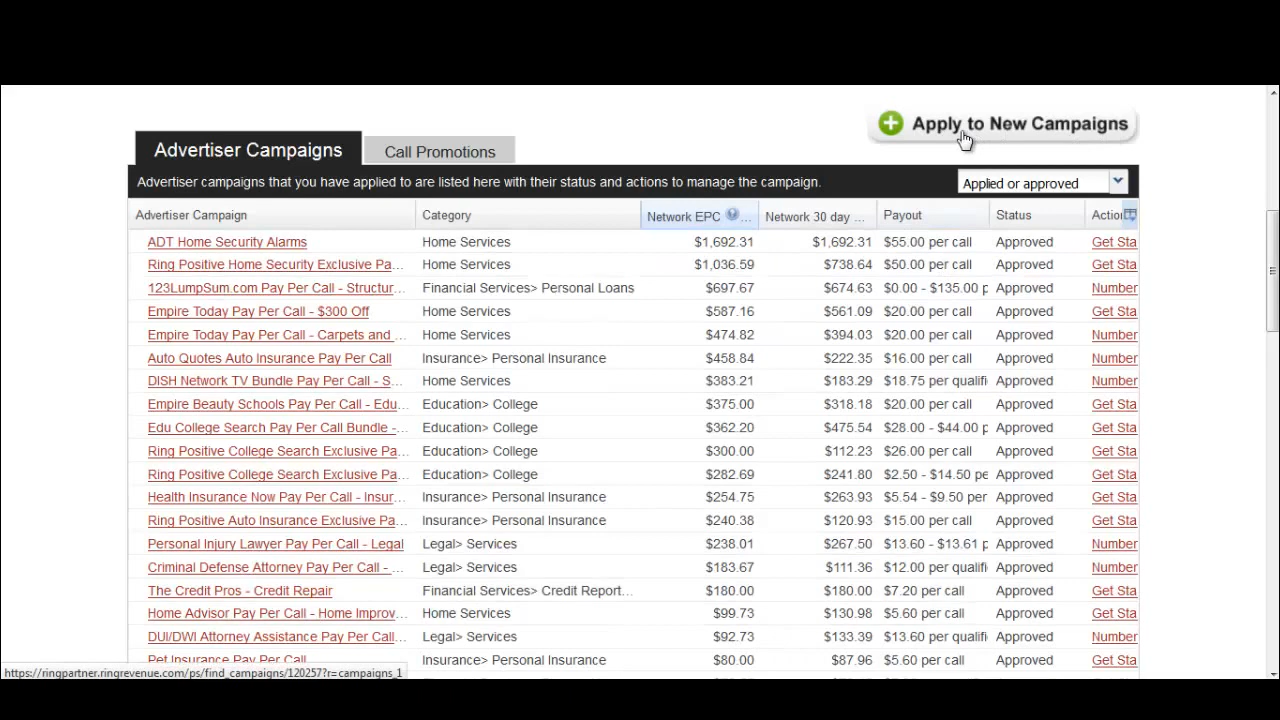 Apply to New Campaigns
Advertiser Campaigns Call Promotions
Advertiser campaigns that you have applied to are listed here with their status and actions to manage the campaign. Applied or approved
Advertiser Campaign Category Network EPC ... Network 30 day ... Payout Status Actio
ADT Home Security Alarms Home Services $1,692.31 $1,692.31 $55.00 per call Approved Get Sta
Ring Positive Home Security Exclusive Pa... Home Services $1,036.59 $738.64 $50.00 per call Approved Get Sta
123LumpSum.com Pay Per Call - Structur... Financial Services> Personal Loans $697.67 $674.63 $0.00 - $135.00 p Approved Number
Empire Today Pay Per Call - $300 Off Home Services $587.16 $561.09 $20.00 per call Approved Get Sta
Empire Today Pay Per Call - Carpets and ... Home Services $474.82 $394.03 $20.00 per call Approved Number
Auto Quotes Auto Insurance Pay Per Call Insurance> Personal Insurance $458.84 $222.35 $16.00 per call Approved Number
DISH Network TV Bundle Pay Per Call - S... Home Services $383.21 $183.29 $18.75 per qualifi Approved Number
Empire Beauty Schools Pay Per Call - Edu... Education> College $375.00 $318.18 $20.00 per call Approved Get Sta
Edu College Search Pay Per Call Bundle -... Education> College $362.20 $475.54 $28.00 - $44.00 p Approved Get Sta
Ring Positive College Search Exclusive Pa... Education> College $300.00 $112.23 $26.00 per call Approved Get Sta
Ring Positive College Search Exclusive Pa... Education> College $282.69 $241.80 $2.50 - $14.50 pe Approved Get Sta
Health Insurance Now Pay Per Call - Insur... Insurance> Personal Insurance $254.75 $263.93 $5.54 - $9.50 per Approved Get Sta
Ring Positive Auto Insurance Exclusive Pa... Insurance> Personal Insurance $240.38 $120.93 $15.00 per call Approved Get Sta
Personal Injury Lawyer Pay Per Call - Legal Legal> Services $238.01 $267.50 $13.60 - $13.61 p Approved Number
Criminal Defense Attorney Pay Per Call - ... Legal> Services $183.67 $111.36 $12.00 per qualifi Approved Number
The Credit Pros - Credit Repair Financial Services> Credit Report... $180.00 $180.00 $7.20 per call Approved Get Sta
Home Advisor Pay Per Call - Home Improv... Home Services $99.73 $130.98 $5.60 per call Approved Get Sta
DUI/DWI Attorney Assistance Pay Per Call... Legal> Services $92.73 $133.39 $13.60 per qualifi Approved Number
Pet Insurance Pay Per Call Insurance> Personal Insurance $80.00 $87.96 $5.60 per call Approved Get Sta
https://ringpartner.ringrevenue.com/ps/find_campaigns/120257?r=campaigns_1